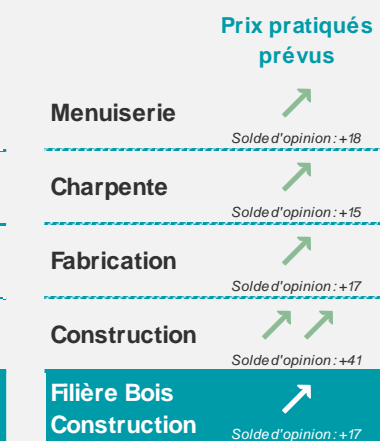 Prix pratiqués
prévus
Menuiserie
Solde d'opinion : +18
Charpente
Solde d'opinion : +15
Fabrication
Solde d'opinion : +17
Construction
Solde d'opinion : +41
Filière Bois
Construction
Solde d'opinion : +17